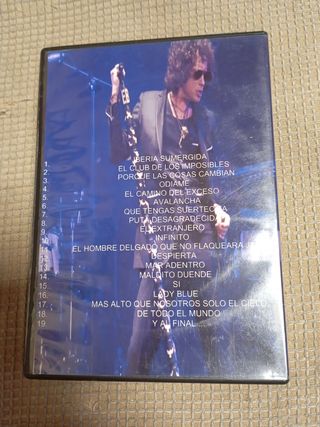 1. IBERIA SUMERGIDA
2. EL CLUB DE LOS IMPOSIBLES
3. PORQUE LAS COSAS CAMBIAN
4. ODIAME
5. EL CAMINO DEL EXCESO
6. AVALANCHA
7. QUE TENGAS SUERTECITA
8. PUTA DESAGRADECIDA
9. EL EXTRANJERO
10. INFINITO
11. EL HOMBRE DELGADO QUE NO FLAQUEARA
12. DESPIERTA
13. MAR ADENTRO
14. MALDITO DUENDE
15. SI
16. LADY BLUE
17. MAS ALTO QUE NOSOTROS SOLO EL CIELO
18. DE TODO EL MUNDO
19. Y AL FINAL...